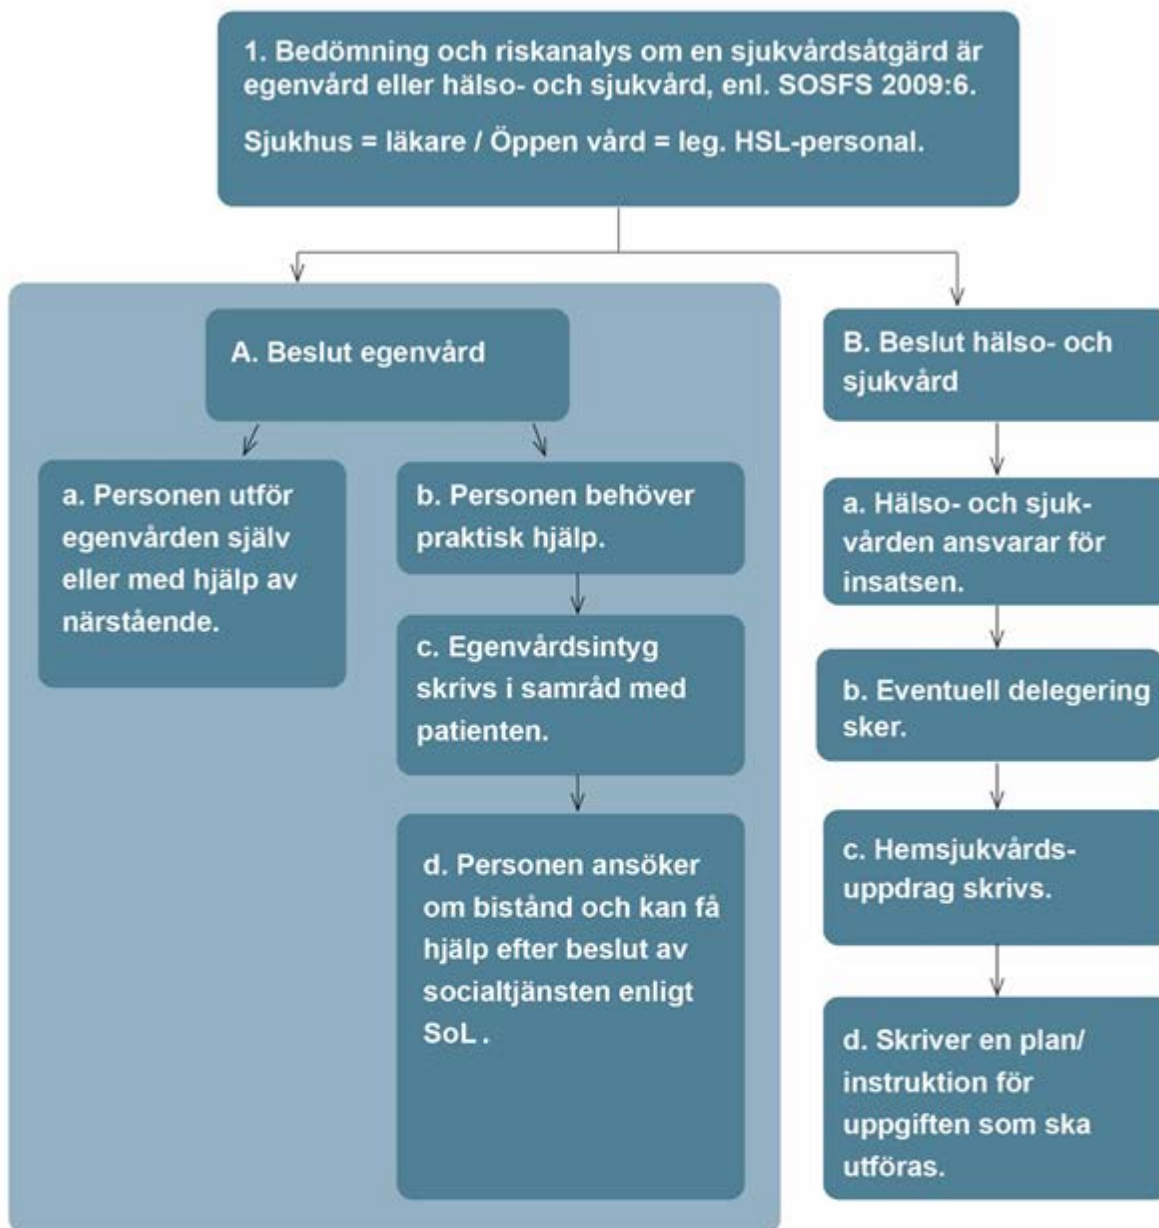 1. Bedömning och riskanalys om en sjukvårdsåtgärd är
egenvård eller hälso- och sjukvård, enl. SOSFS 2009:6.
Sjukhus = läkare / Öppen vård = leg. HSL-personal.
A. Beslut egenvård
a. Personen utför
egenvården själv
eller med hjälp av
närstående.
b. Personen behöver
praktisk hjälp.
c. Egenvårdsintyg
skrivs i samråd med
patienten.
d. Personen ansöker
om bistånd och kan få
hjälp efter beslut av
socialtjänsten enligt
SoL .
B. Beslut hälso- och
sjukvård
a. Hälso- och sjuk-
vården ansvarar för
insatsen.
b. Eventuell delegering
sker.
c. Hemsjukvårds-
uppdrag skrivs.
d. Skriver en plan/
instruktion för
uppgiften som ska
utföras.